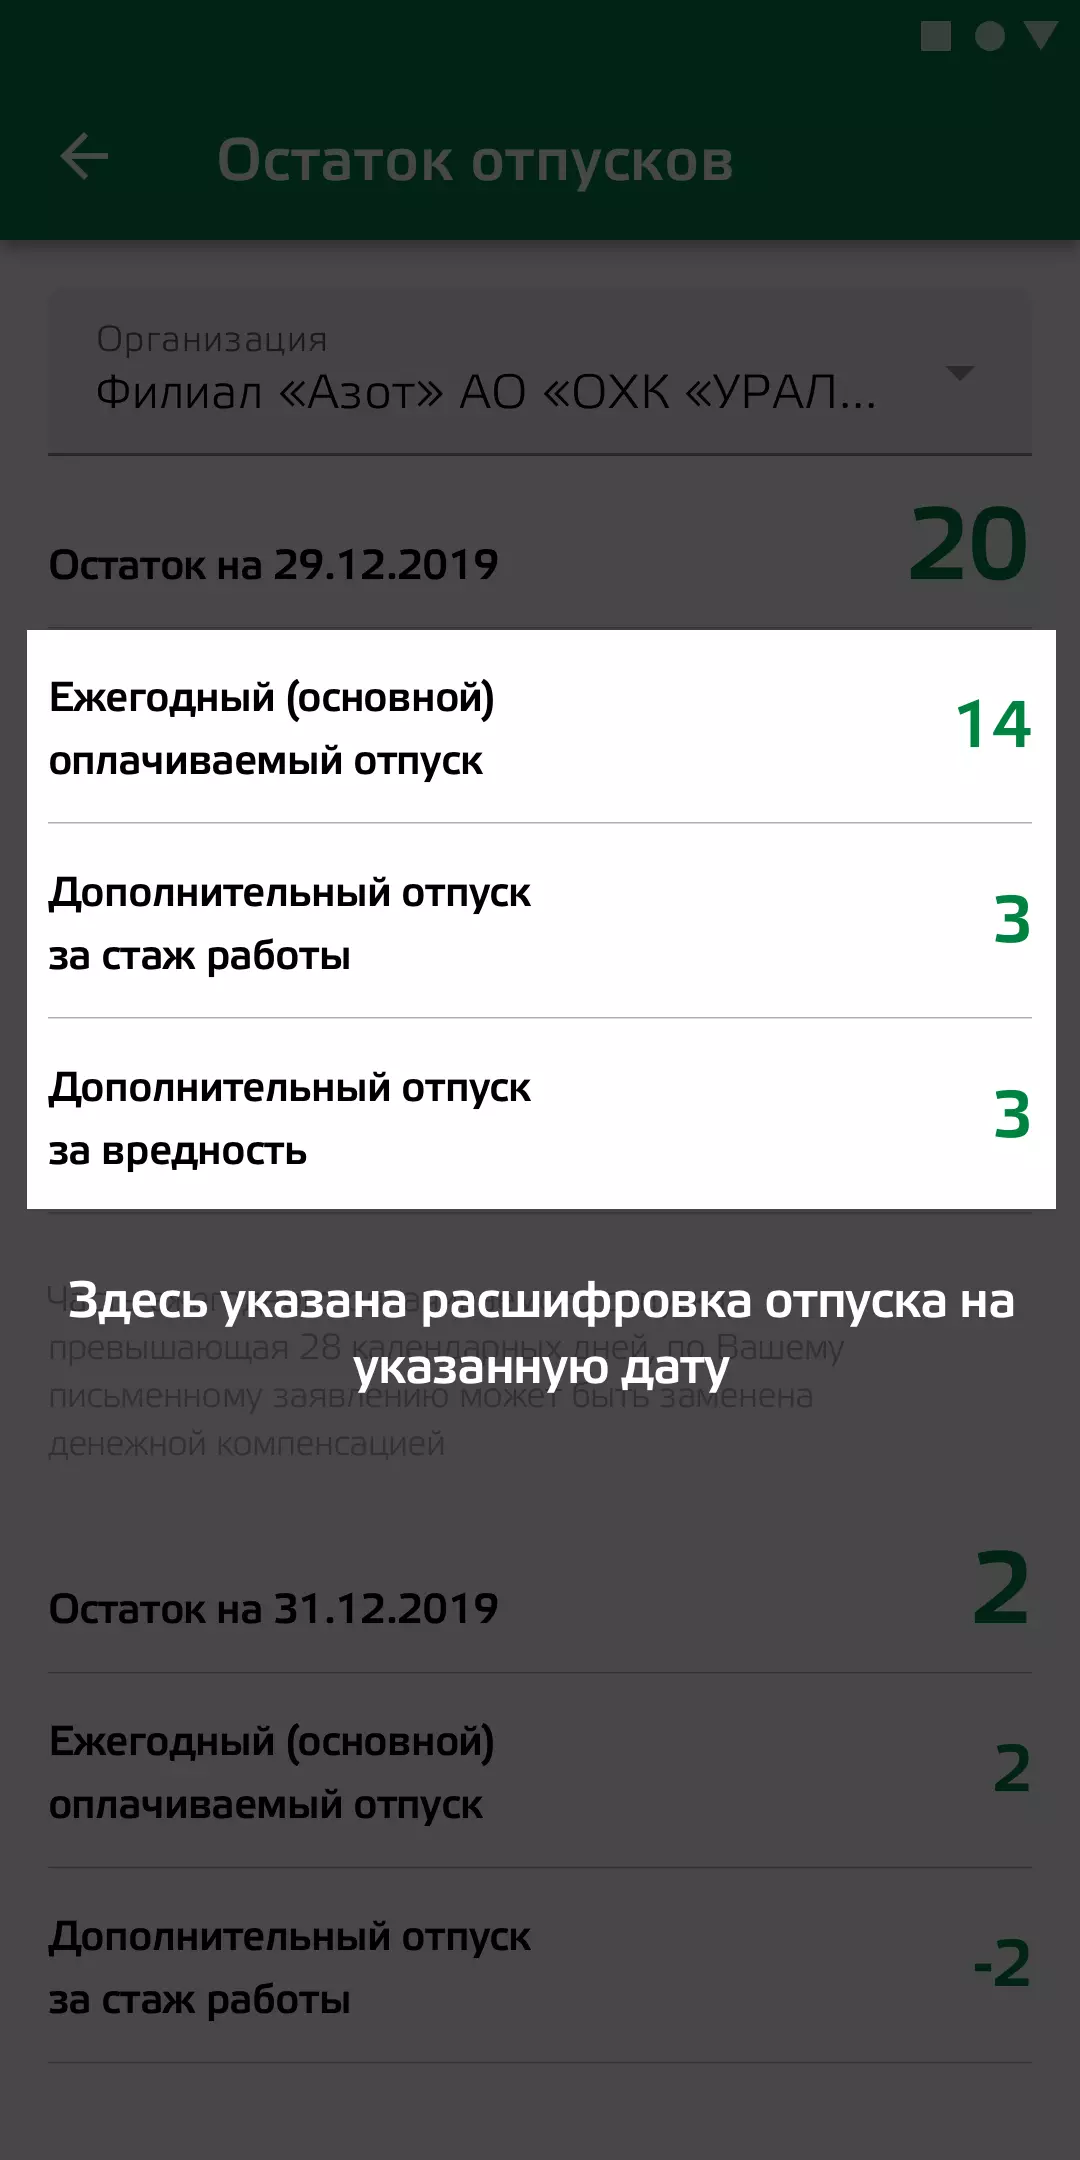 Остаток отпусков
Организация
Филиал «Азот» АО «ОХК «УРАЛ...
Остаток на 29.12.2019
20
Ежегодный (основной)
оплачиваемый отпуск
14
Дополнительный отпуск
за стаж работы
3
Дополнительный отпуск
за вредность
3
Здесь указана расшифровка отпуска на
указанную дату
превышающая 28 календарных дней, по Вашему
письменному заявлению может быть заменена
денежной компенсацией
Остаток на 31.12.2019
2
Ежегодный (основной)
оплачиваемый отпуск
2
Дополнительный отпуск
за стаж работы
-2